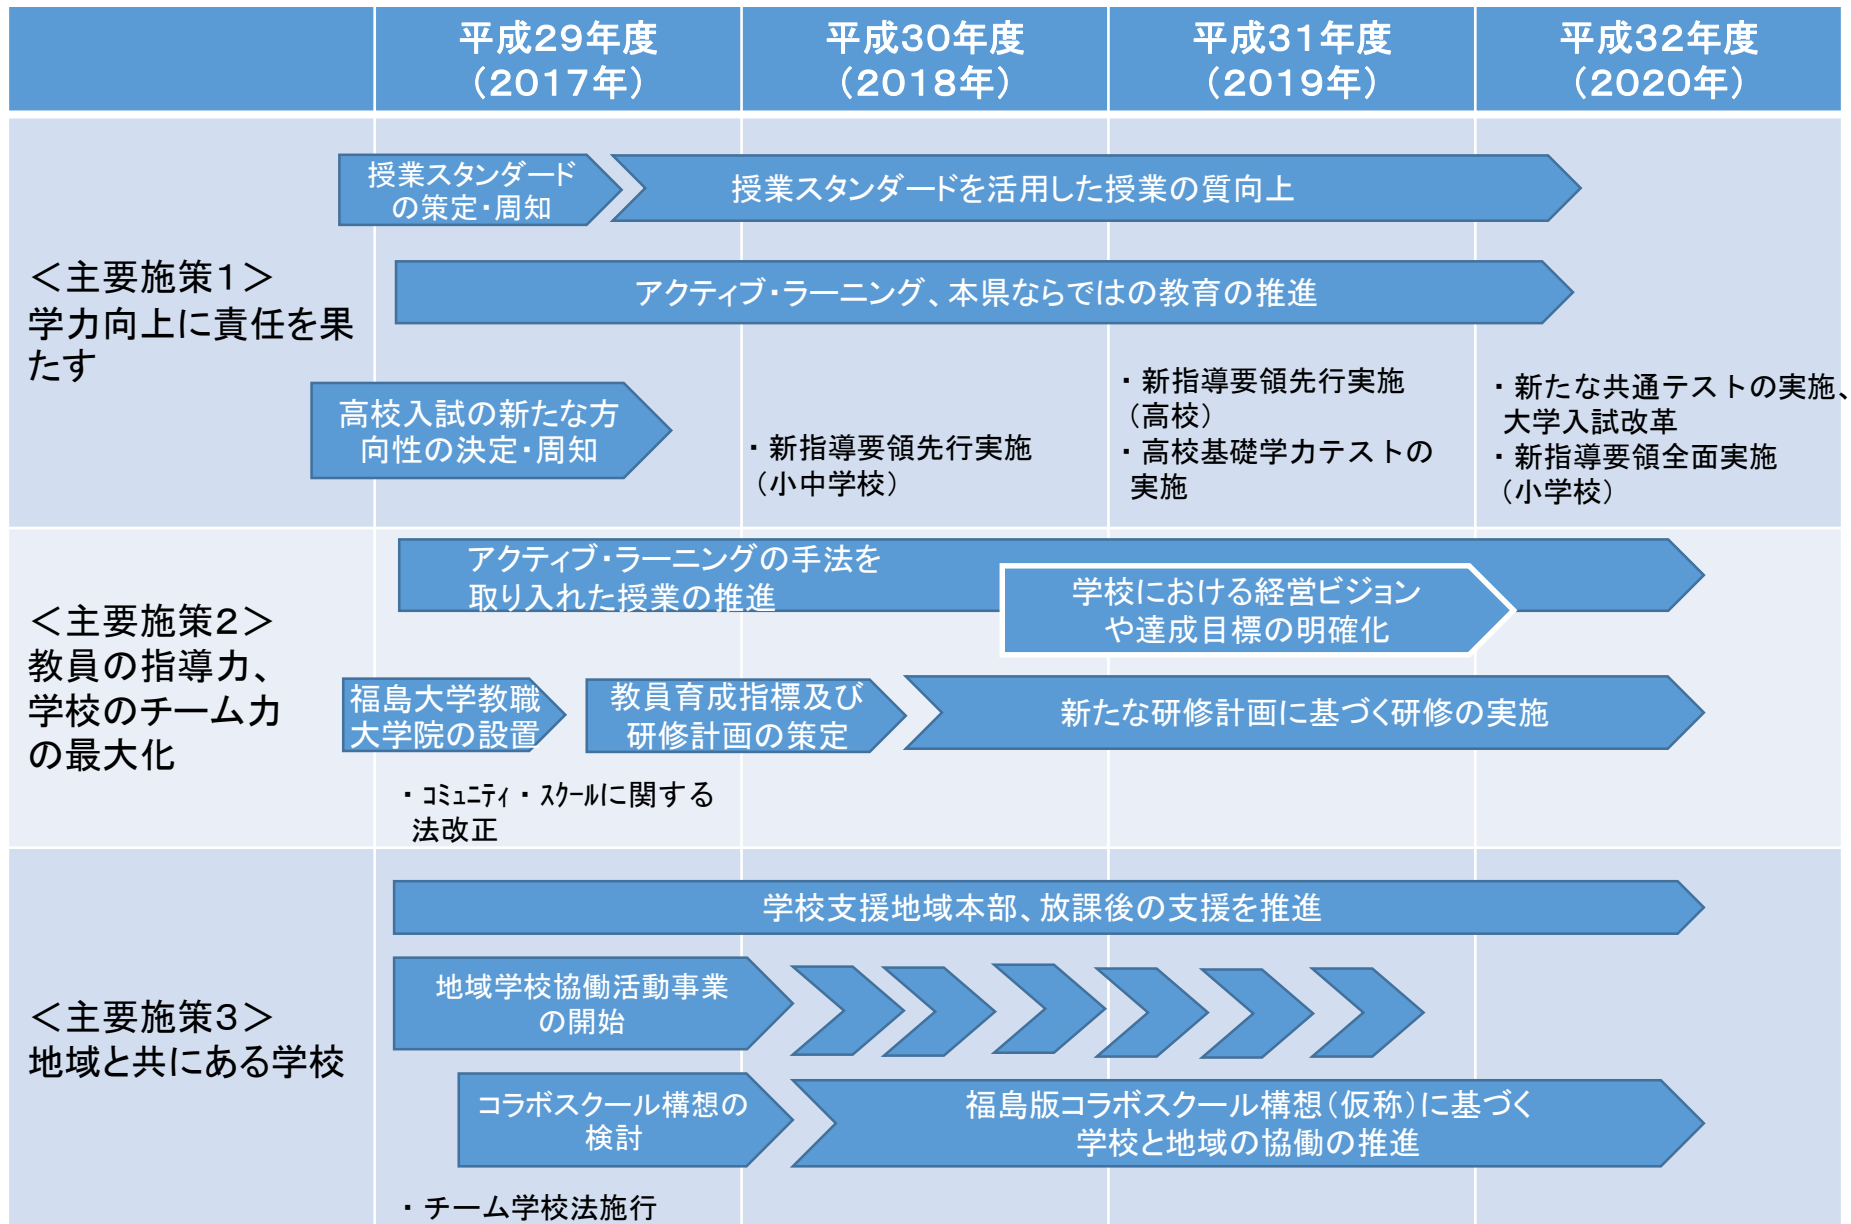 平成29年度
(2017年)
平成30年度
(2018年)
平成31年度
(2019年)
平成32年度
(2020年)
＜主要施策1＞
学力向上に責任を果
たす
授業スタンダード
の策定・周知
授業スタンダードを活用した授業の質向上
アクティブ・ラーニング、本県ならではの教育の推進
高校入試の新たな方
向性の決定・周知
・新指導要領先行実施
(小中学校)
・新指導要領先行実施
(高校)
・高校基礎学力テストの
実施
・新たな共通テストの実施、
大学入試改革
・新指導要領全面実施
(小学校)
＜主要施策2＞
教員の指導力、
学校のチーム力
の最大化
アクティブ・ラーニングの手法を
取り入れた授業の推進
学校における経営ビジョン
や達成目標の明確化
福島大学教職
大学院の設置
教員育成指標及び
研修計画の策定
新たな研修計画に基づく研修の実施
・ｺﾐｭﾆﾃｨ・ｽｸｰﾙに関する
法改正
＜主要施策3＞
地域と共にある学校
学校支援地域本部、放課後の支援を推進
地域学校協働活動事業
の開始
コラボスクール構想の
検討
福島版コラボスクール構想(仮称)に基づく
学校と地域の協働の推進
・チーム学校法施行